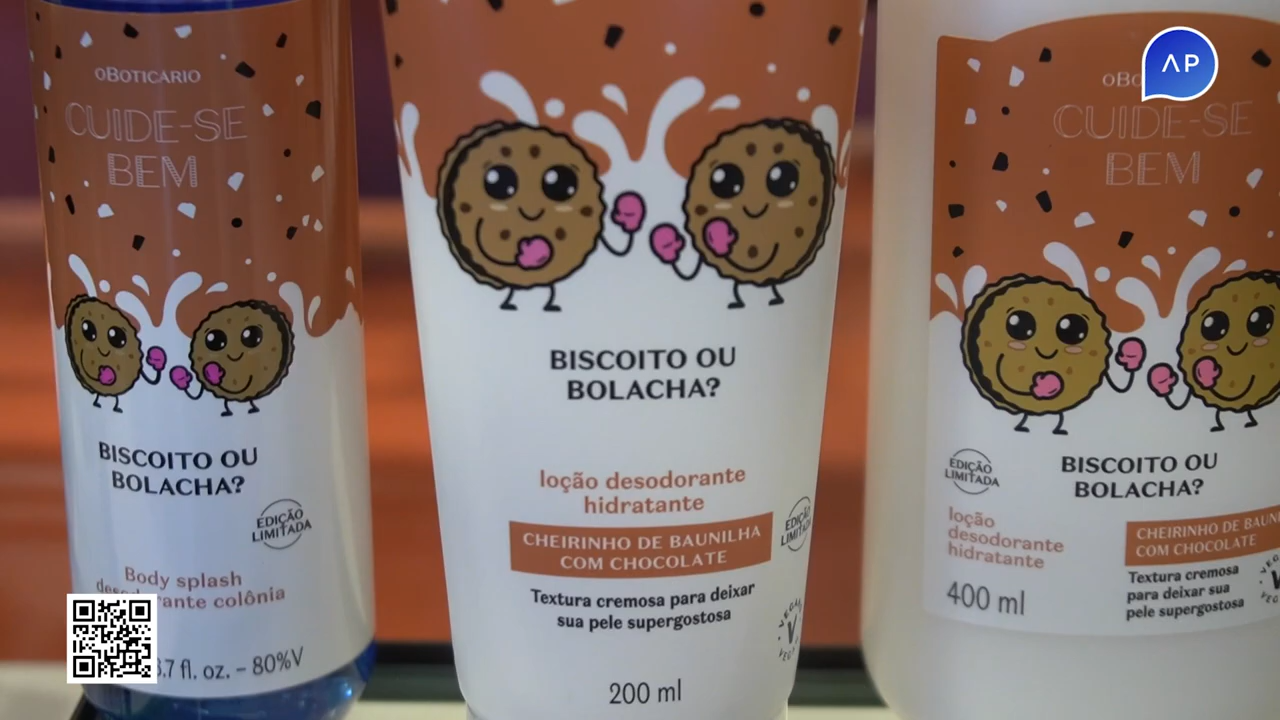 oBOTICÁRIO
CUIDE-SE
BEM
BISCOITO OU
BOLACHA?
EDIÇÃO
LIMITADA
Body splash
colônia
fl. oz. – 80%V
BISCOITO OU
BOLACHA?
loção desodorante
hidratante
CHEIRINHO DE BAUNILHA
COM CHOCOLATE
EDIÇÃO
LIMITADA
Textura cremosa para deixar
sua pele supergostosa
200 ml
AP
CUIDE-SE
BEM
EDIÇÃO
LIMITADA
BISCOITO OU
BOLACHA?
loção
desodorante
hidratante
400 ml
CHEIRINHO DE
COM CHOCOLATE
Textura cremosa
para deixar sua
pele supergostosa